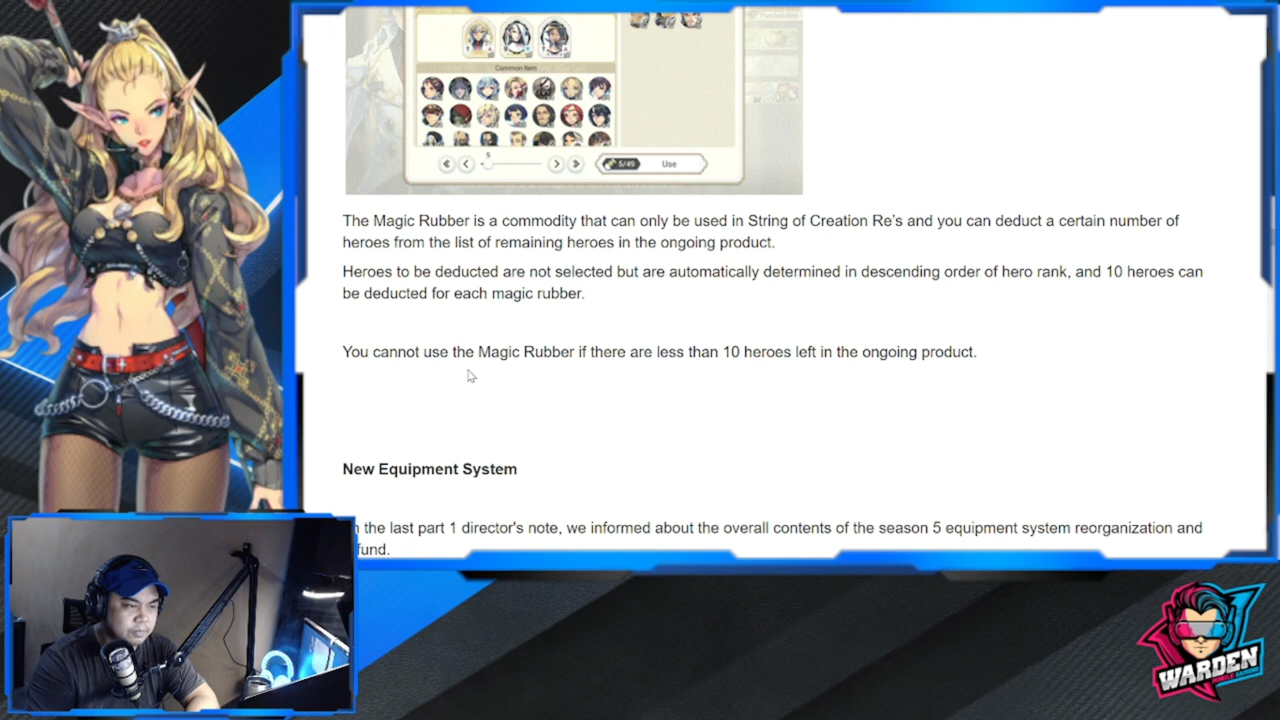 Common Item
5
5/49
Use
The Magic Rubber is a commodity that can only be used in String of Creation Re's and you can deduct a certain number of
heroes from the list of remaining heroes in the ongoing product.
Heroes to be deducted are not selected but are automatically determined in descending order of hero rank, and 10 heroes can
be deducted for each magic rubber.
You cannot use the Magic Rubber if there are less than 10 heroes left in the ongoing product.
New Equipment System
n the last part 1 director's note, we informed about the overall contents of the season 5 equipment system reorganization and
fund.
WARDEN
MOBILE GAMING